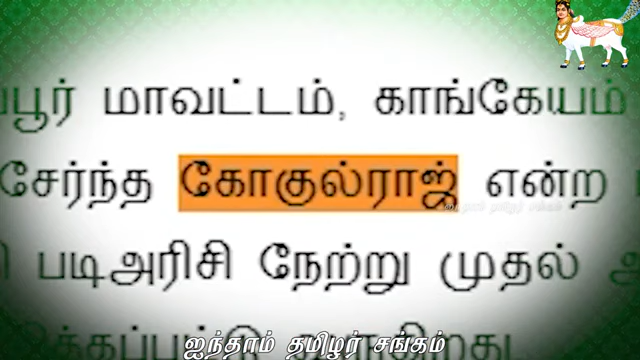 மாவட்டம், காங்கேயம்
சேர்ந்த கோகுல்ராஜ் என்ற
படிஅரிசி நேற்று முதல்
ஐந்தாம் தமிழர் சங்கம்